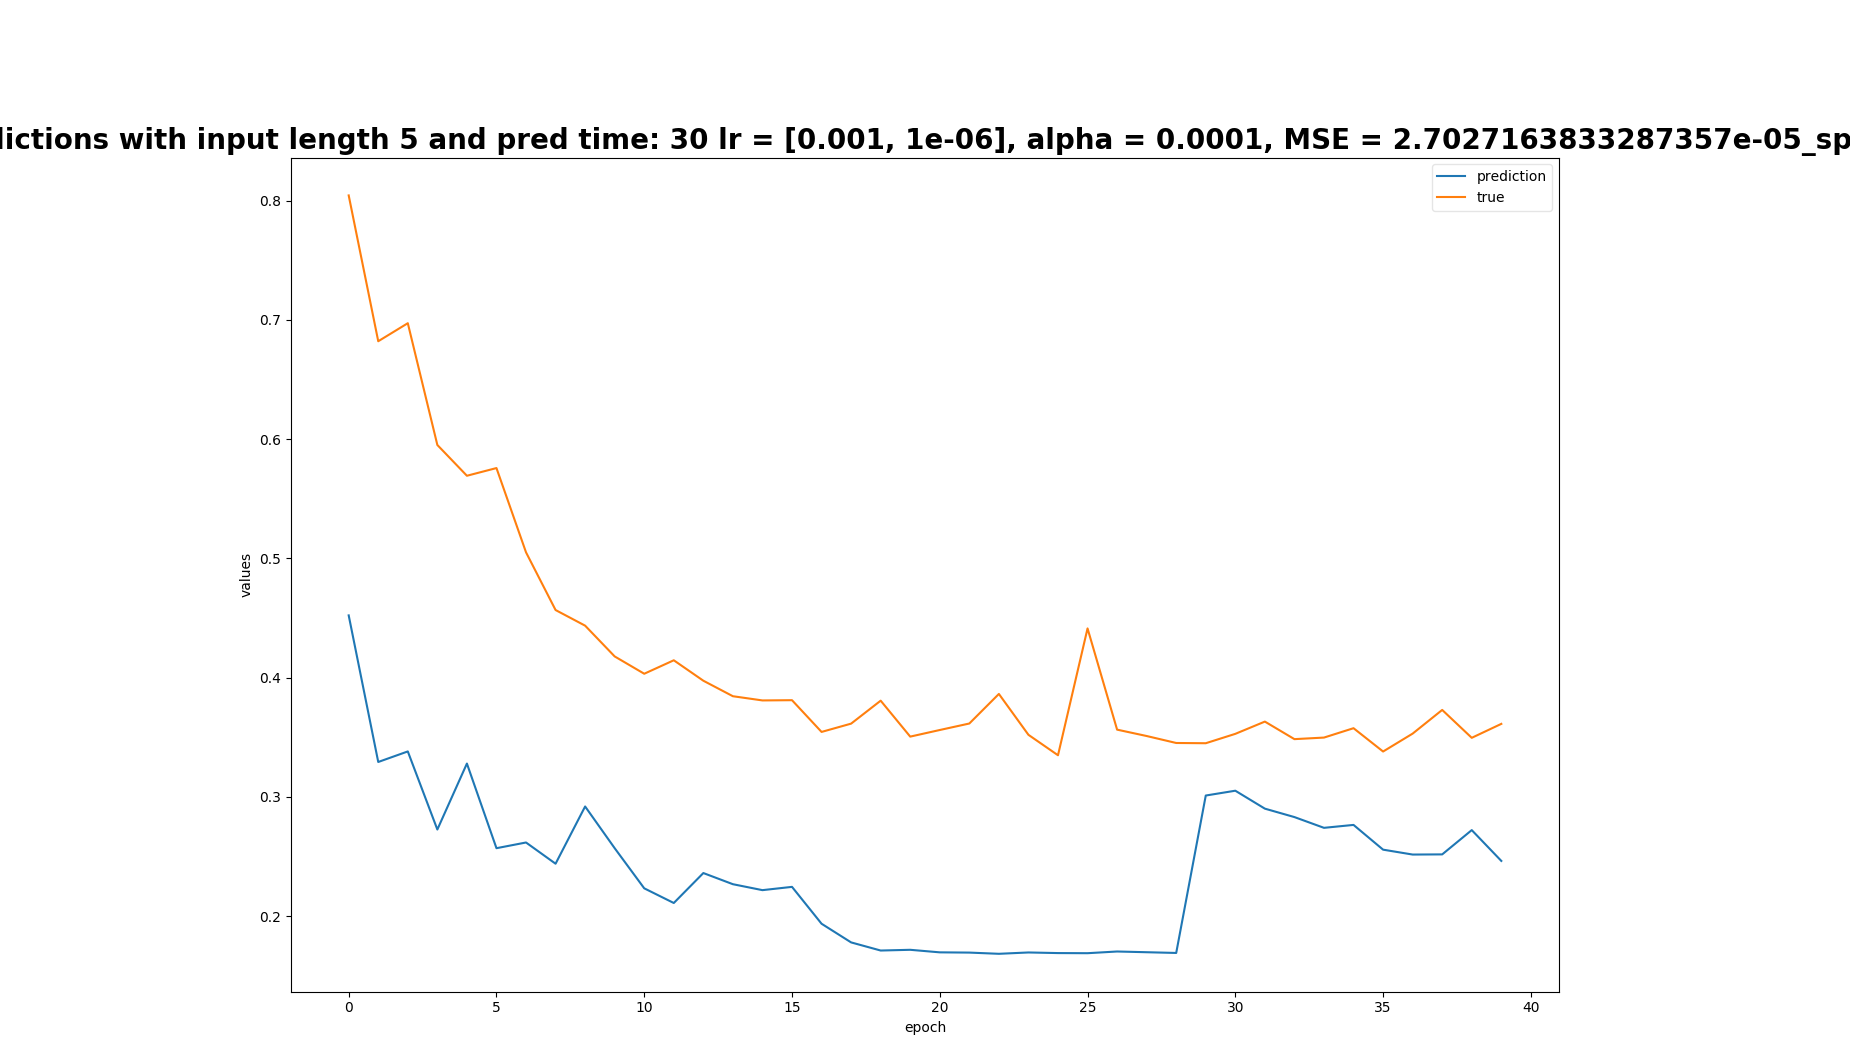 dictions with input length 5 and pred time: 30 lr = [0.001, 1e-06], alpha = 0.0001, MSE = 2.7027163833287357e-05_sp
prediction
true
0.8
0.7
0.6
0.5
0.4
0.3
0.2
values
0 5 10 15 20 25 30 35 40
epoch